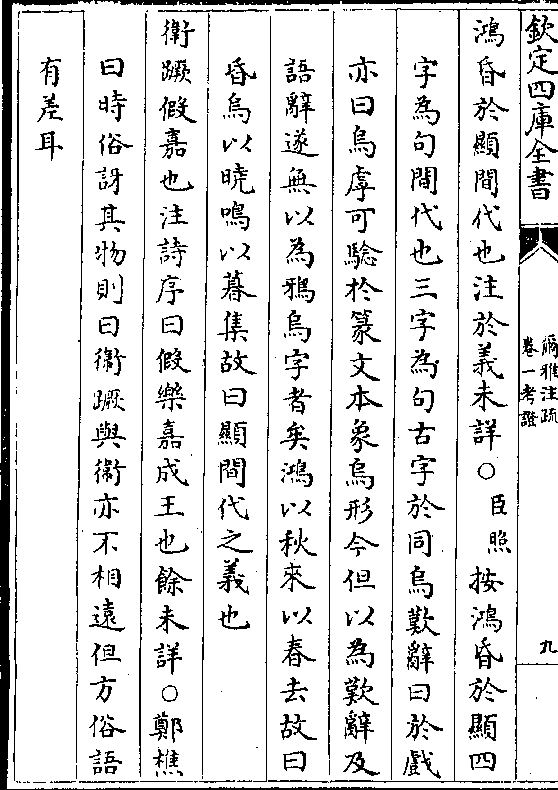 欽定四庫全書
爾雅注疏
卷一考證
九
鴻昏於顯間代也注於義未詳○臣照按鴻昏於顯四
字為句間代也三字為句古字於同烏歎辭曰於戲
亦曰烏虖可驗於篆文本象烏形今但以為歎辭及
語辭遂無以為鴉烏字者矣鴻以秋來以春去故曰
昏烏以曉鳴以暮集故曰顯間代之義也
衛蹶假嘉也注詩序曰假樂嘉成王也餘未詳○鄭樵
曰時俗訝其物則曰衞蹶與衞亦不相遠但方俗語
有差耳